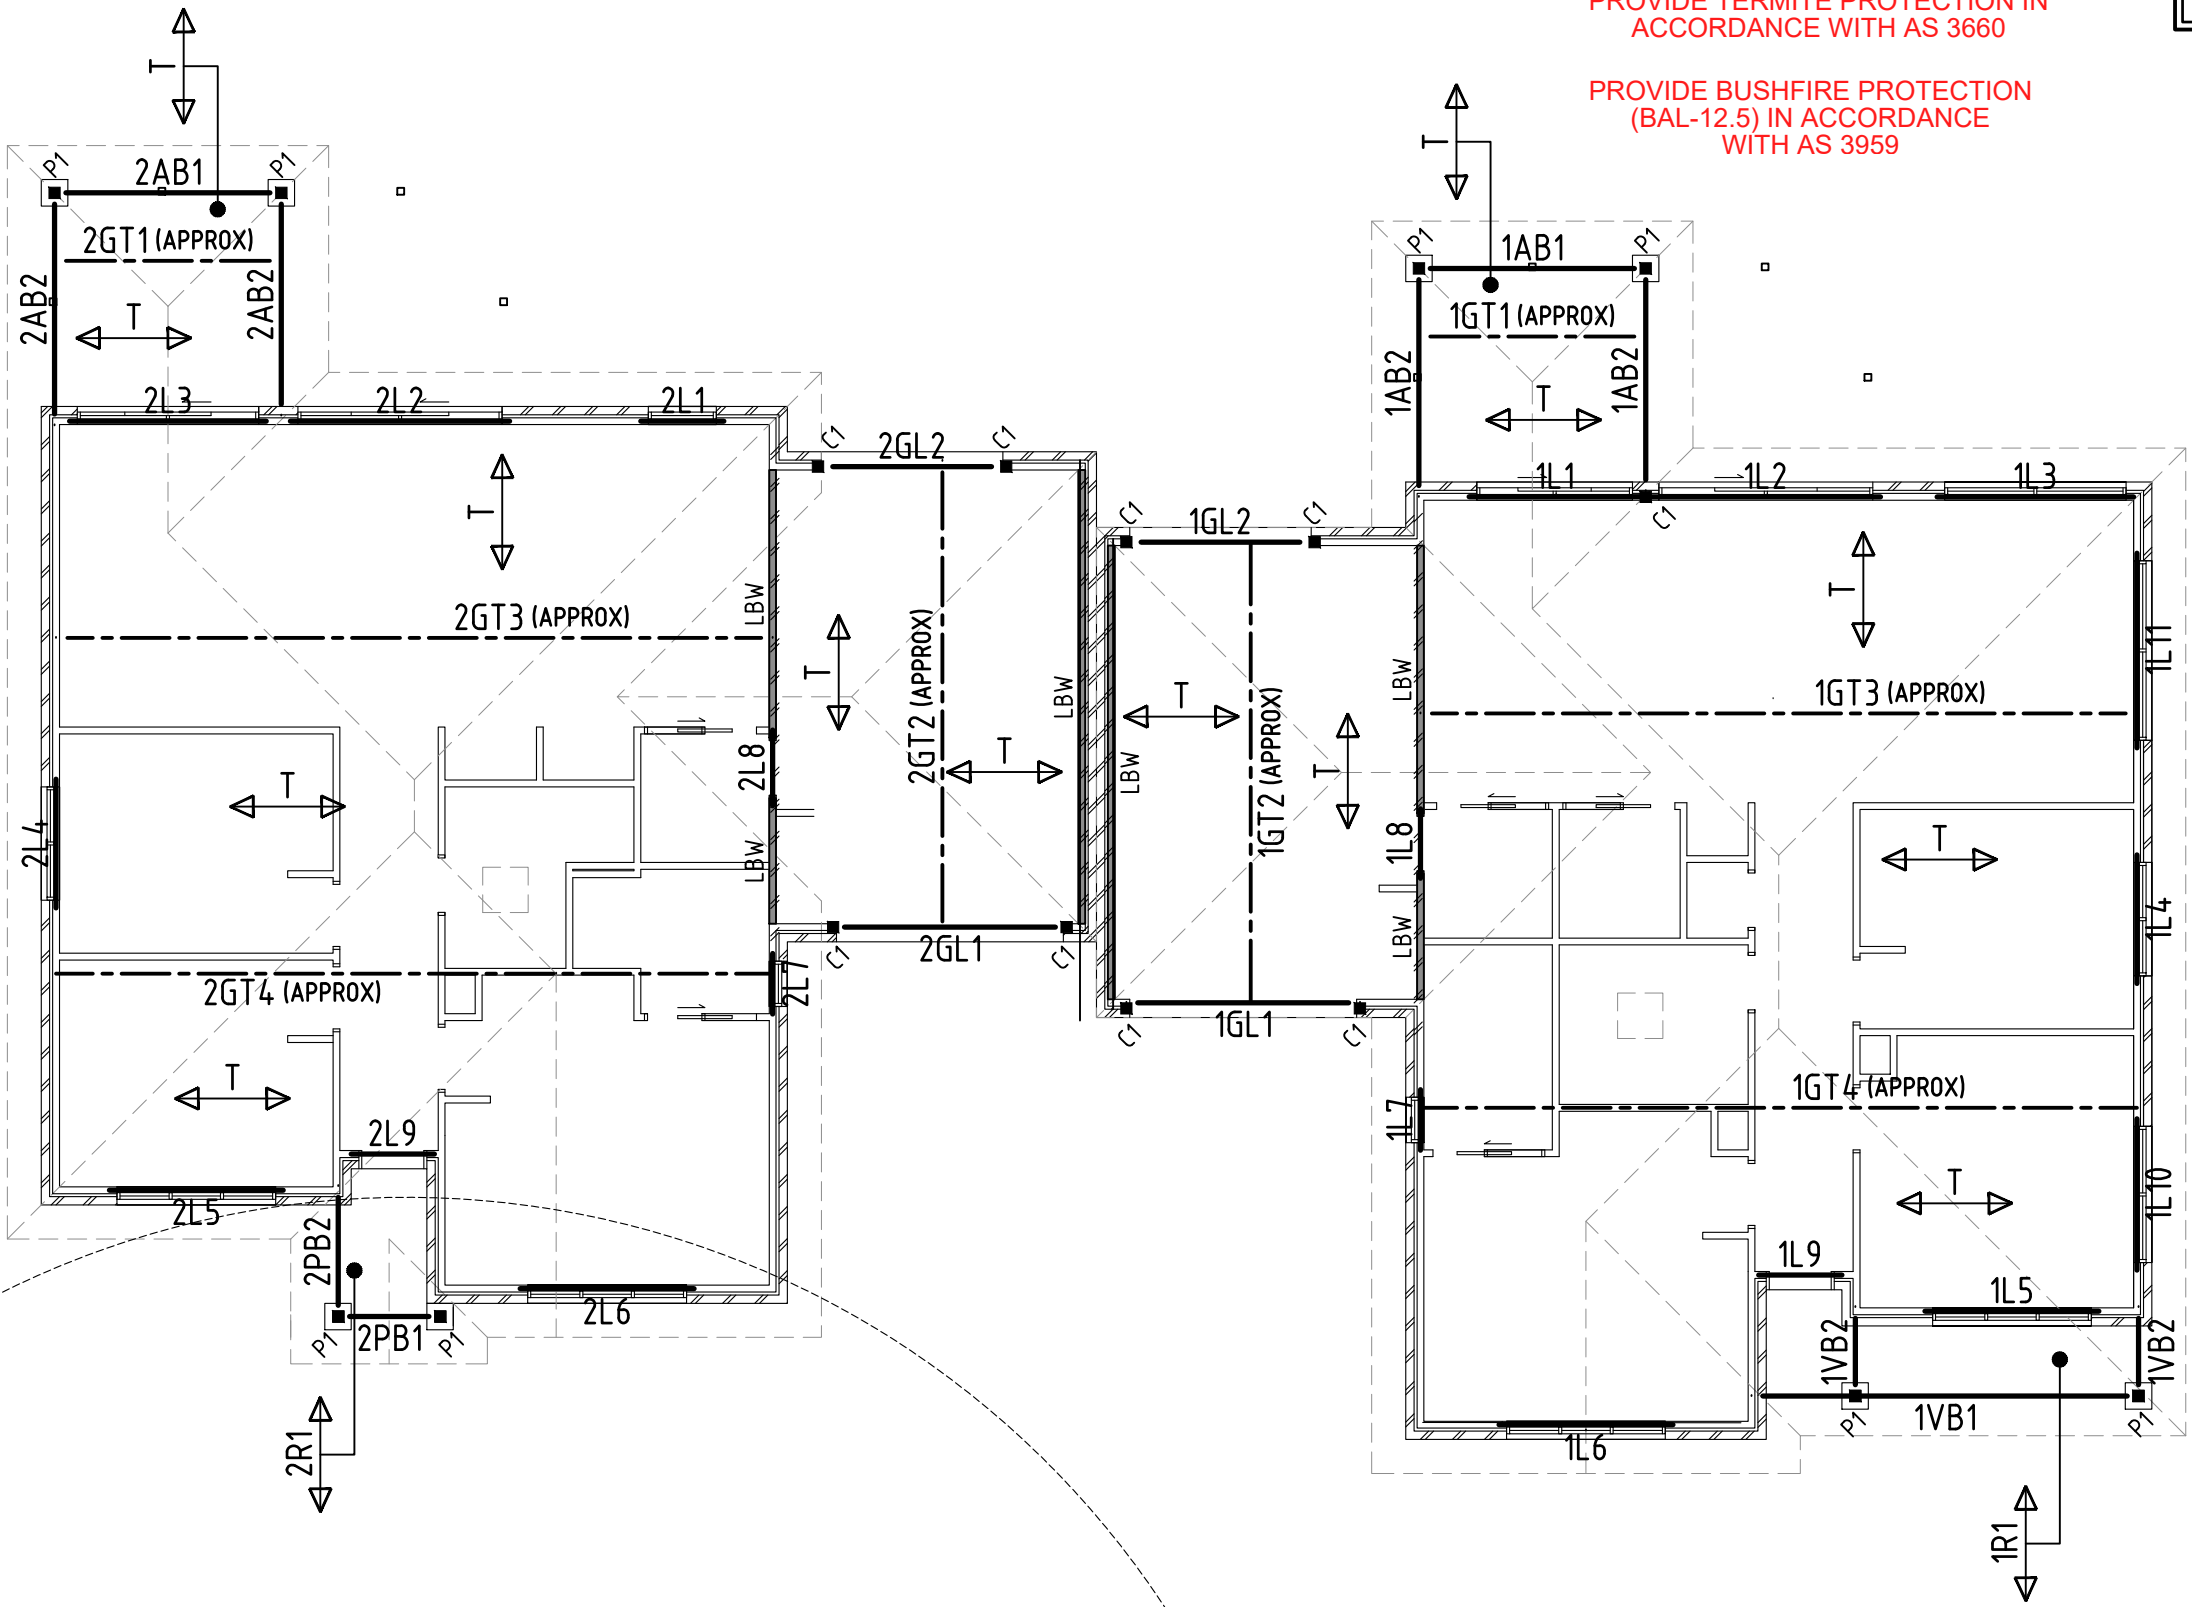 PROVIDE TERMITE PROTECTION IN
ACCORDANCE WITH AS 3660
PROVIDE BUSHFIRE PROTECTION
(BAL-12.5) IN ACCORDANCE
WITH AS 3959
T
P1
2AB1
P1
2GT1 (APPROX)
2AB2
2AB2
T
2L3
2L2
2L1
T
2GT3 (APPROX)
LBW
C1
2GL2
C1
T
2GT2 (APPROX)
LBW
T
2L8
LBW
C1
2GL1
C1
2L4
T
2GT4 (APPROX)
2L7
T
2L9
2L5
2PB2
P1
2PB1
P1
2L6
2R1
T
P1
1AB1
P1
1GT1 (APPROX)
1AB2
1AB2
T
1L1
1L2
1L3
C1
C1
1GL2
C1
T
LBW
1GT2 (APPROX)
T
LBW
1L8
LBW
C1
1GL1
C1
T
1L11
1GT3 (APPROX)
T
1L4
1GT4 (APPROX)
1L7
T
1L10
1L9
1L5
1VB2
1VB2
P1
1VB1
P1
1L6
1R1